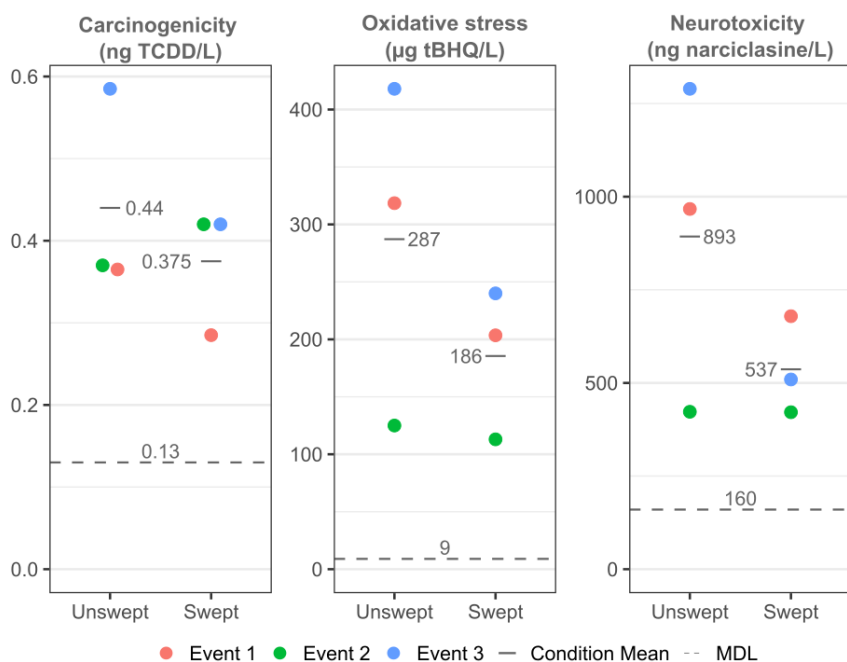 Carcinogenicity
(ng TCDD/L)
Oxidative stress
(µg tBHQ/L)
Neurotoxicity
(ng narciclasine/L)
0.6
0.4
0.2
0.0
0.44
0.375
0.13
Unswept
Swept
400
300
200
100
0
287
186
9
Unswept
Swept
1000
500
0
893
537
160
Unswept
Swept
Event 1 Event 2 Event 3 Condition Mean MDL